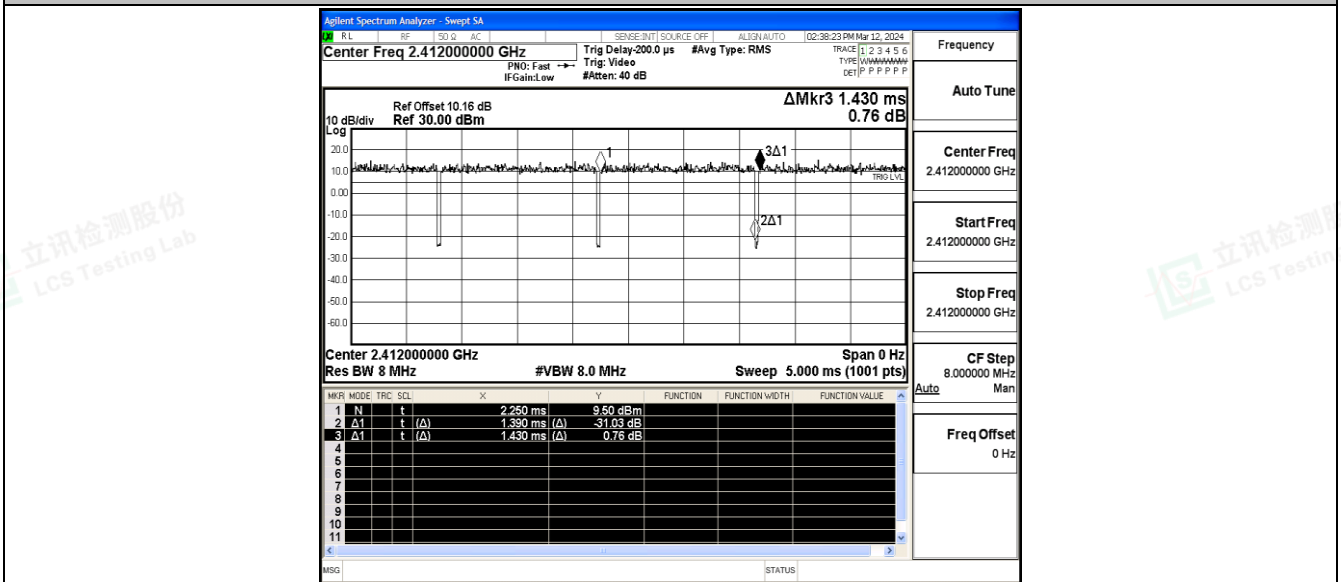 Agilent Spectrum Analyzer - Swept SA
RL RF 50 Ω AC SENSE:INT SOURCE OFF ALIGN AUTO 02:38:23 PM Mar 12, 2024
Center Freq 2.412000000 GHz
PNO: Fast
IFGain:Low
Trig Delay-200.0 µs #Avg Type: RMS
Trig: Video
#Atten: 40 dB
TRACE 1 2 3 4 5 6
TYPE WWWWWW
DET P P P P P P
ΔMkr3 1.430 ms
0.76 dB
Ref Offset 10.16 dB
10 dB/div Ref 30.00 dBm
Log
20.0
10.0
0.00
-10.0
-20.0
-30.0
-40.0
-50.0
-60.0
1
3Δ1
TRIG LVL
2Δ1
Center 2.412000000 GHz Span 0 Hz
Res BW 8 MHz #VBW 8.0 MHz Sweep 5.000 ms (1001 pts)
MKR MODE TRC SCL X Y FUNCTION FUNCTION WIDTH FUNCTION VALUE
1 N t 2.250 ms 9.50 dBm
2 Δ1 t (Δ) 1.390 ms (Δ) -31.03 dB
3 Δ1 t (Δ) 1.430 ms (Δ) 0.76 dB
4
5
6
7
8
9
10
11
MSG STATUS
Frequency
Auto Tune
Center Freq
2.412000000 GHz
Start Freq
2.412000000 GHz
Stop Freq
2.412000000 GHz
CF Step
8.000000 MHz
Auto Man
Freq Offset
0 Hz
立讯检测股份
LCS Testing Lab
立讯检测股
LCS Testin